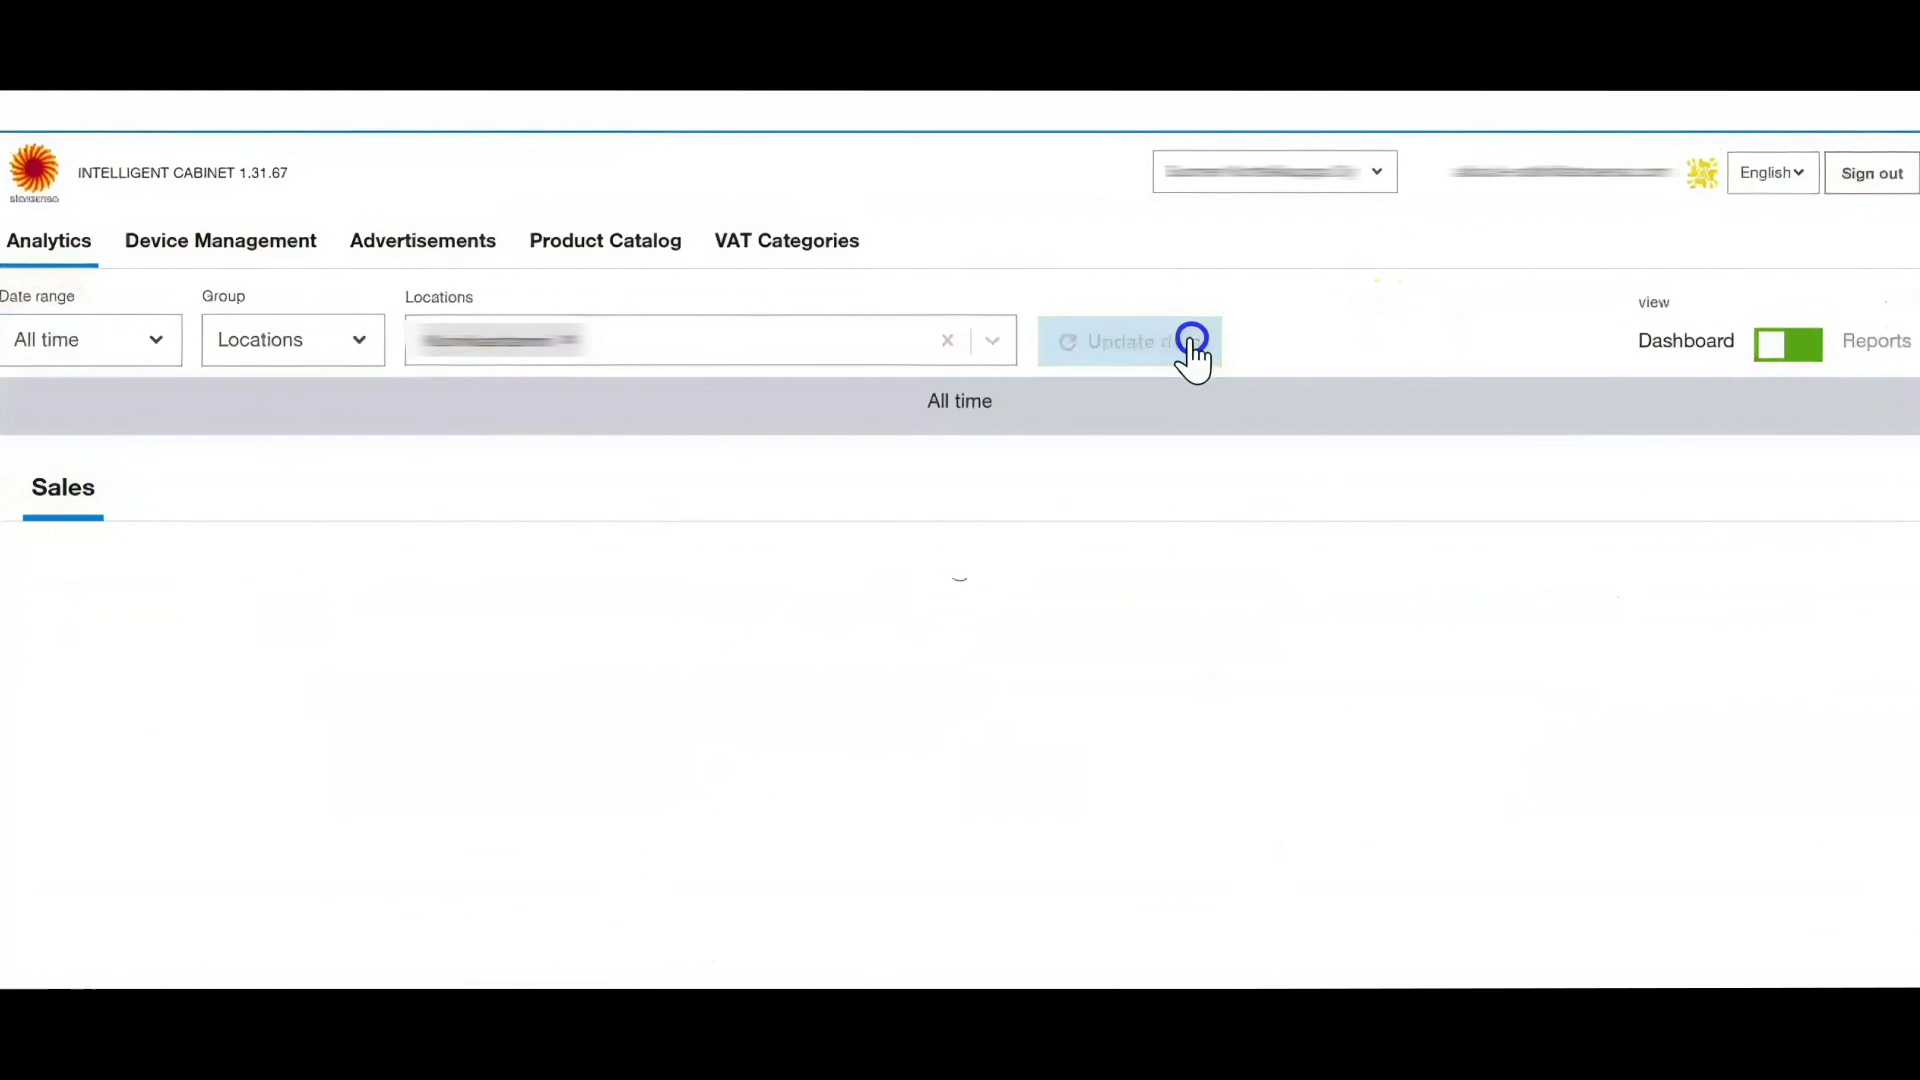 INTELLIGENT CABINET 1.31.67
storaenso
English
Sign out
Analytics
Device Management
Advertisements
Product Catalog
VAT Categories
Date range
Group
Locations
view
All time
Locations
Update d
Dashboard
Reports
All time
Sales